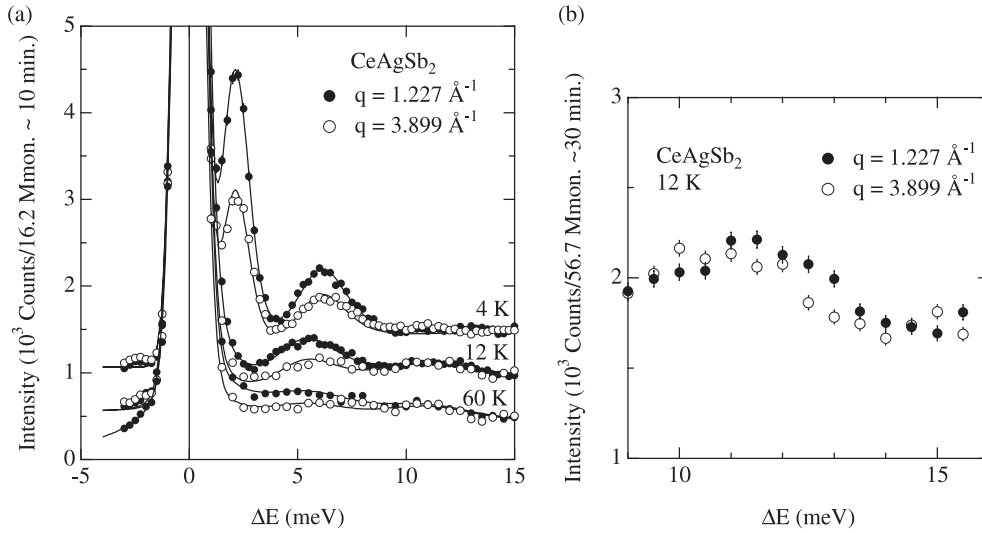 (a)
Intensity (10³ Counts/16.2 Mmon. ~ 10 min.)
5
4
3
2
1
0
CeAgSb₂
q = 1.227 Å⁻¹
q = 3.899 Å⁻¹
4 K
12 K
60 K
-5
0
5
10
15
ΔE (meV)
(b)
Intensity (10³ Counts/56.7 Mmon. ~30 min.)
3
2
1
CeAgSb₂
12 K
q = 1.227 Å⁻¹
q = 3.899 Å⁻¹
10
15
ΔE (meV)